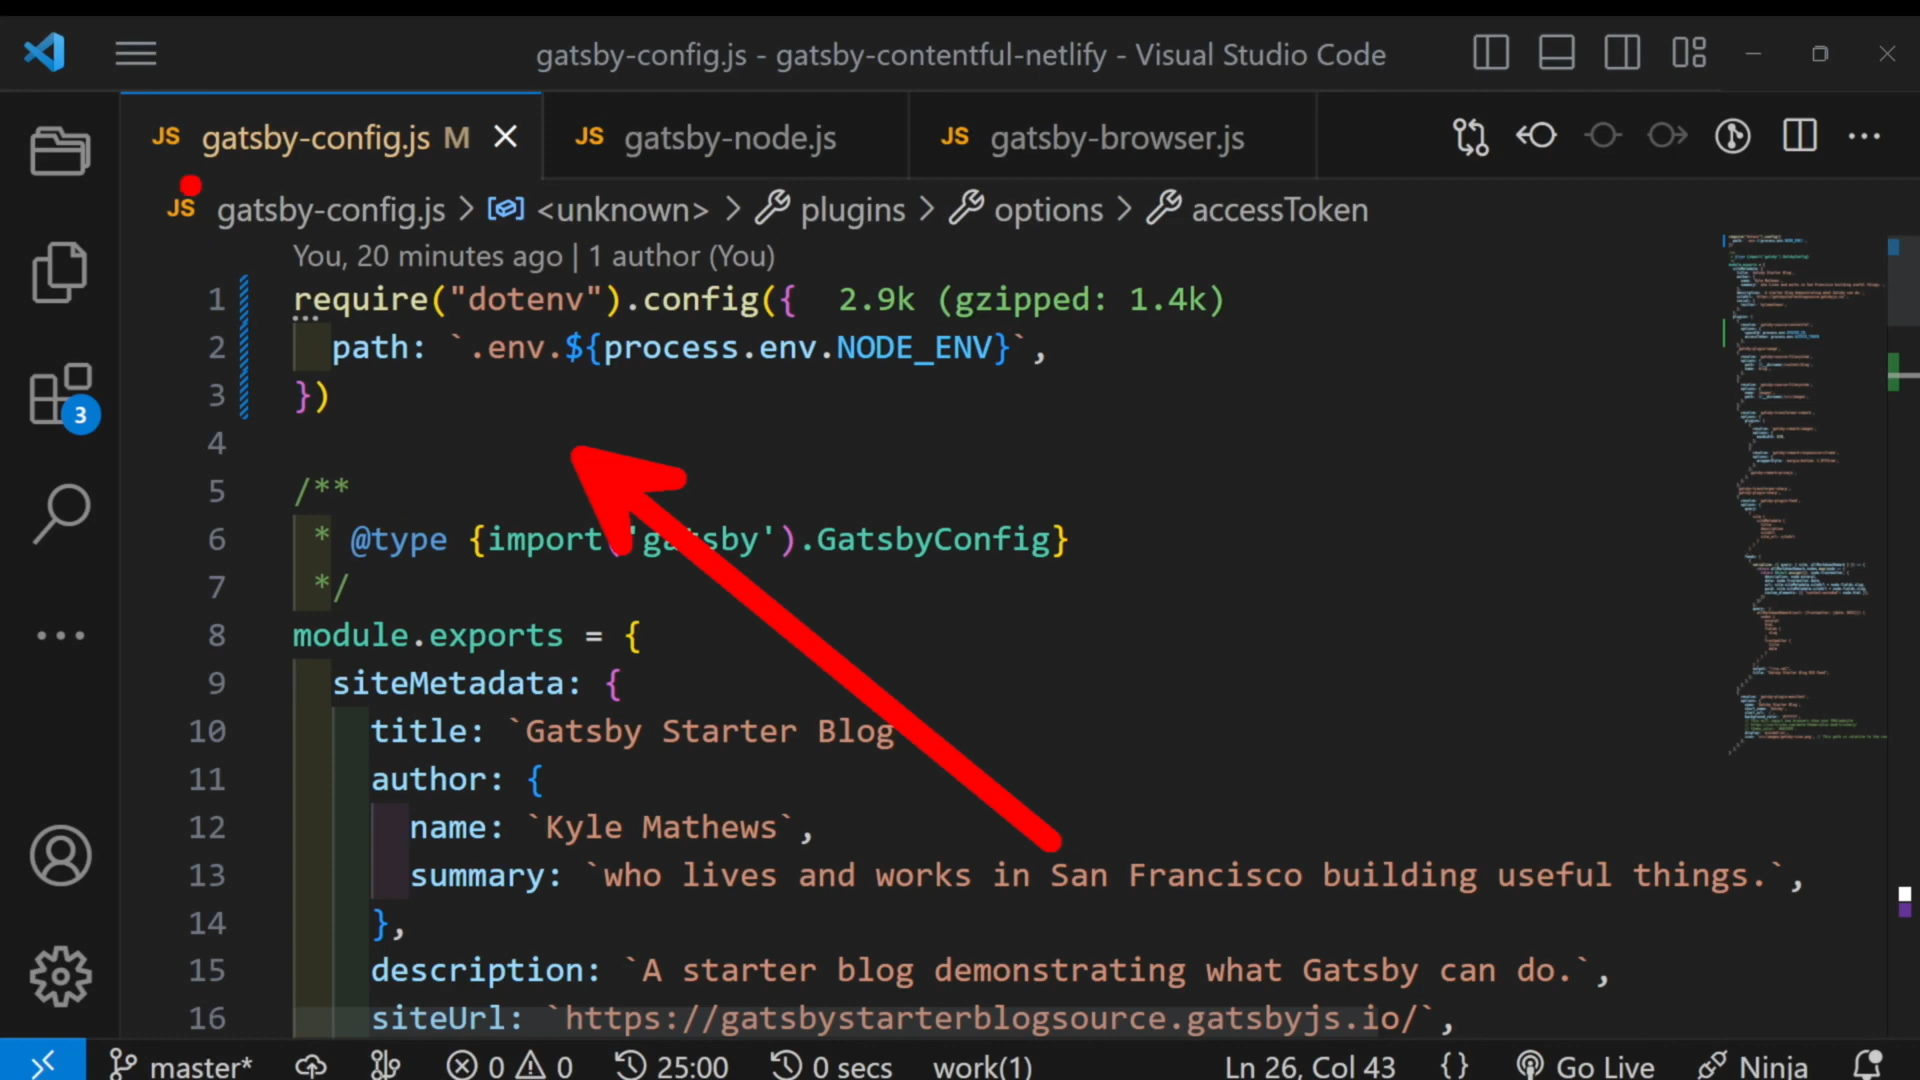 gatsby-config.js - gatsby-contentful-netlify - Visual Studio Code
JS gatsby-config.js M JS gatsby-node.js JS gatsby-browser.js
JS gatsby-config.js > <unknown> > plugins > options > accessToken
You, 20 minutes ago | 1 author (You)
1 require("dotenv").config({ 2.9k (gzipped: 1.4k)
2 path: `.env.${process.env.NODE_ENV}`,
3 })
4
5 /**
6 * @type {import('gatsby').GatsbyConfig}
7 */
8 module.exports = {
9 siteMetadata: {
10 title: `Gatsby Starter Blog
11 author: {
12 name: `Kyle Mathews`,
13 summary: `who lives and works in San Francisco building useful things.`,
14 },
15 description: `A starter blog demonstrating what Gatsby can do.`,
16 siteUrl: `https://gatsbystarterblogsource.gatsbyjs.io/`,
3
master* 0 0 25:00 0 secs work(1) Ln 26, Col 43 {} Go Live Ninja